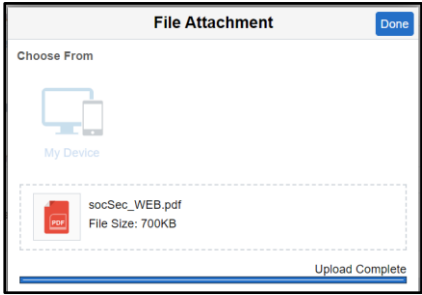 File Attachment
Done
Choose From
My Device
PDF
socSec_WEB.pdf
File Size: 700KB
Upload Complete